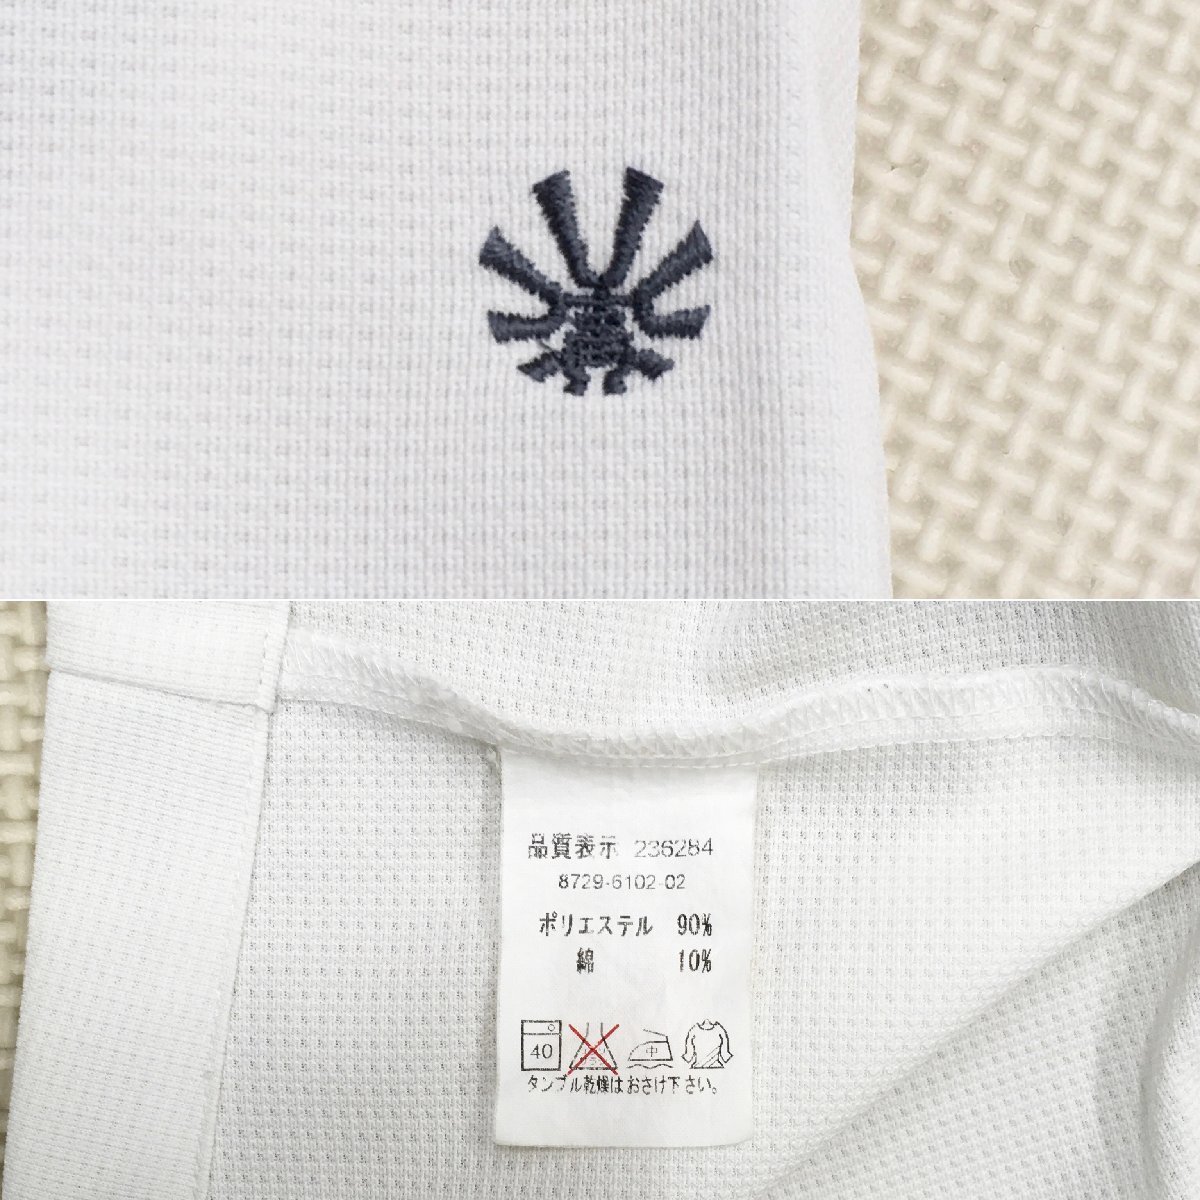 品質表示 236284
8729-6102-02
ポリエステル 90%
綿 10%
40 中
タンブル乾燥はおさけ下さい。